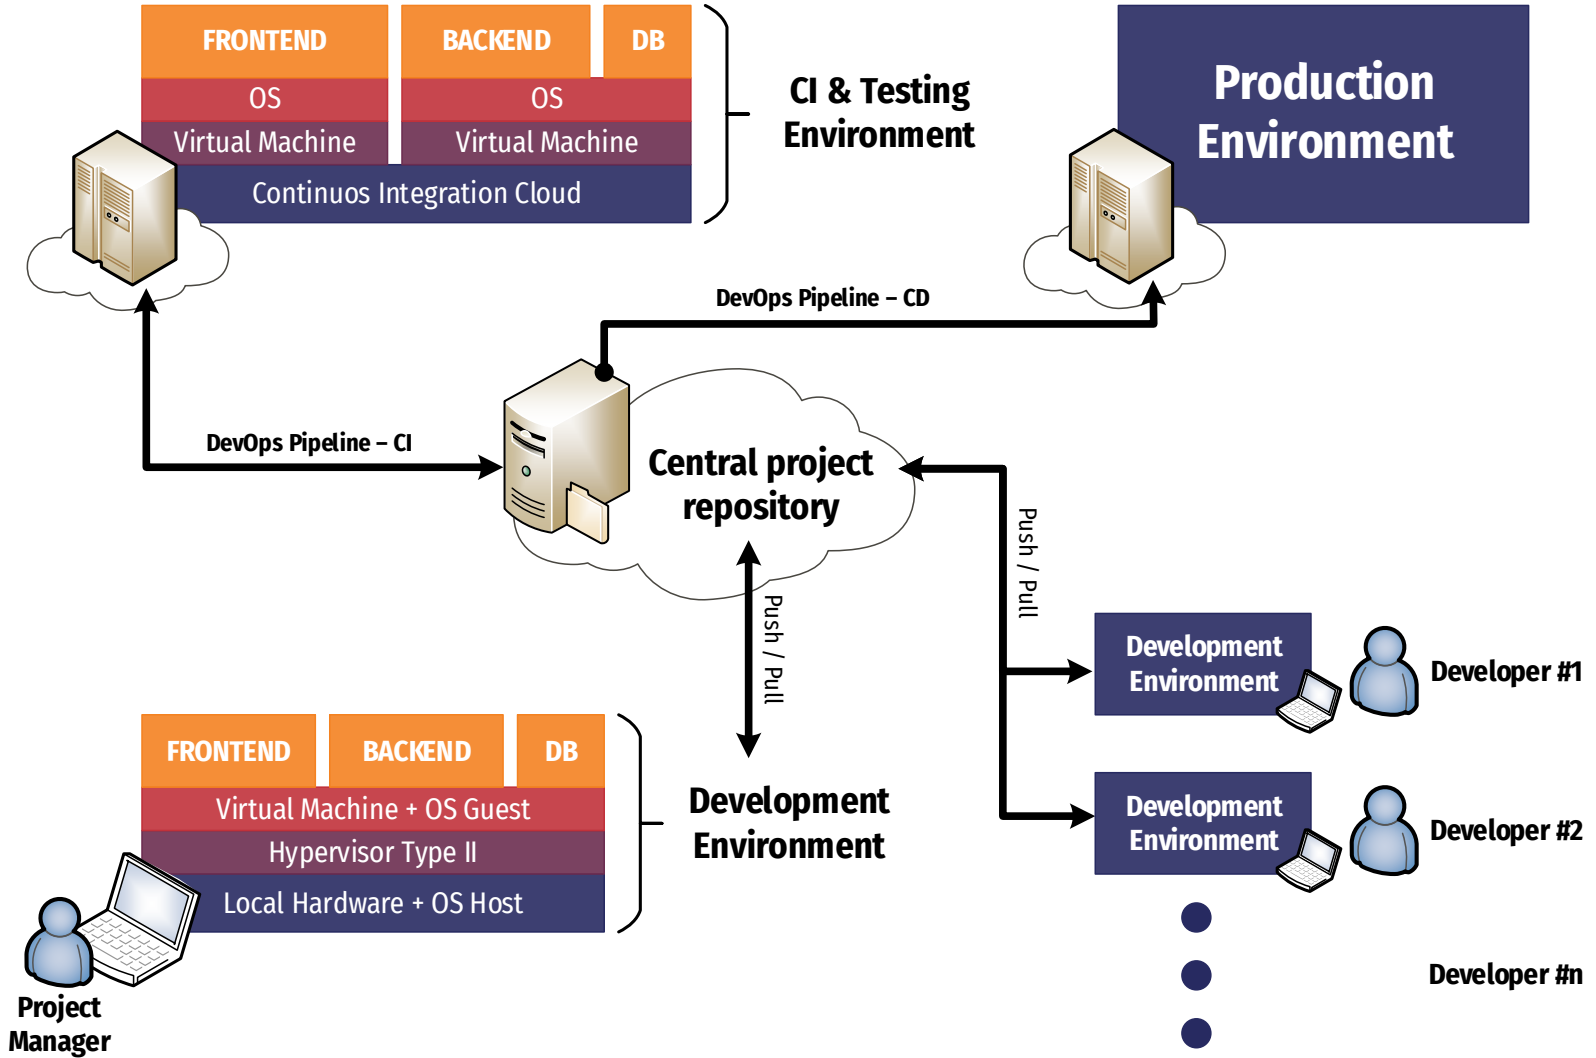 FRONTEND
BACKEND
DB
OS
OS
Virtual Machine
Virtual Machine
Continuos Integration Cloud
CI & Testing
Environment
Production
Environment
DevOps Pipeline – CD
DevOps Pipeline – CI
Central project
repository
Push / Pull
Push / Pull
Development
Environment
Developer #1
FRONTEND
BACKEND
DB
Virtual Machine + OS Guest
Hypervisor Type II
Local Hardware + OS Host
Development
Environment
Development
Environment
Developer #2
Developer #n
Project
Manager